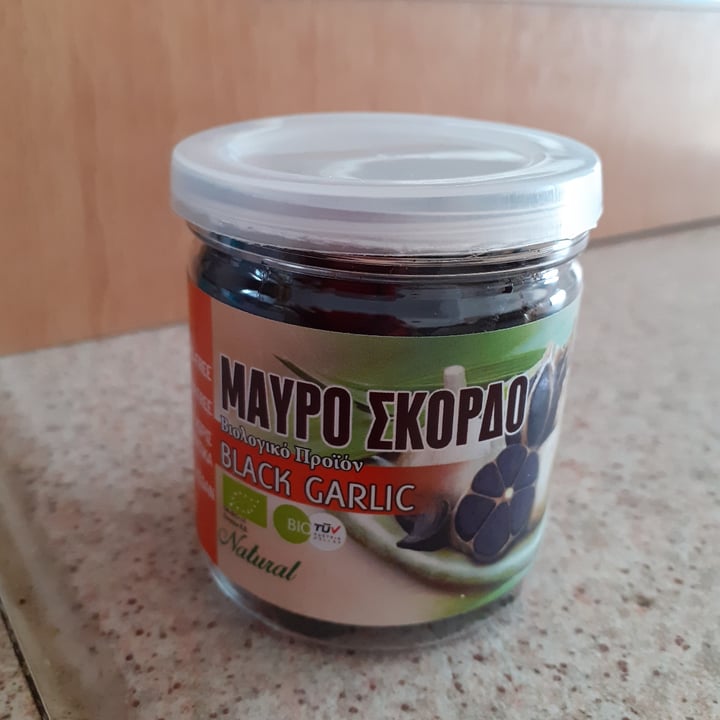 ΜΑΥΡΟ ΣΚΟΡΔΟ
Βιολογικό Προϊόν
BLACK GARLIC
BIO
TÜV
Natural